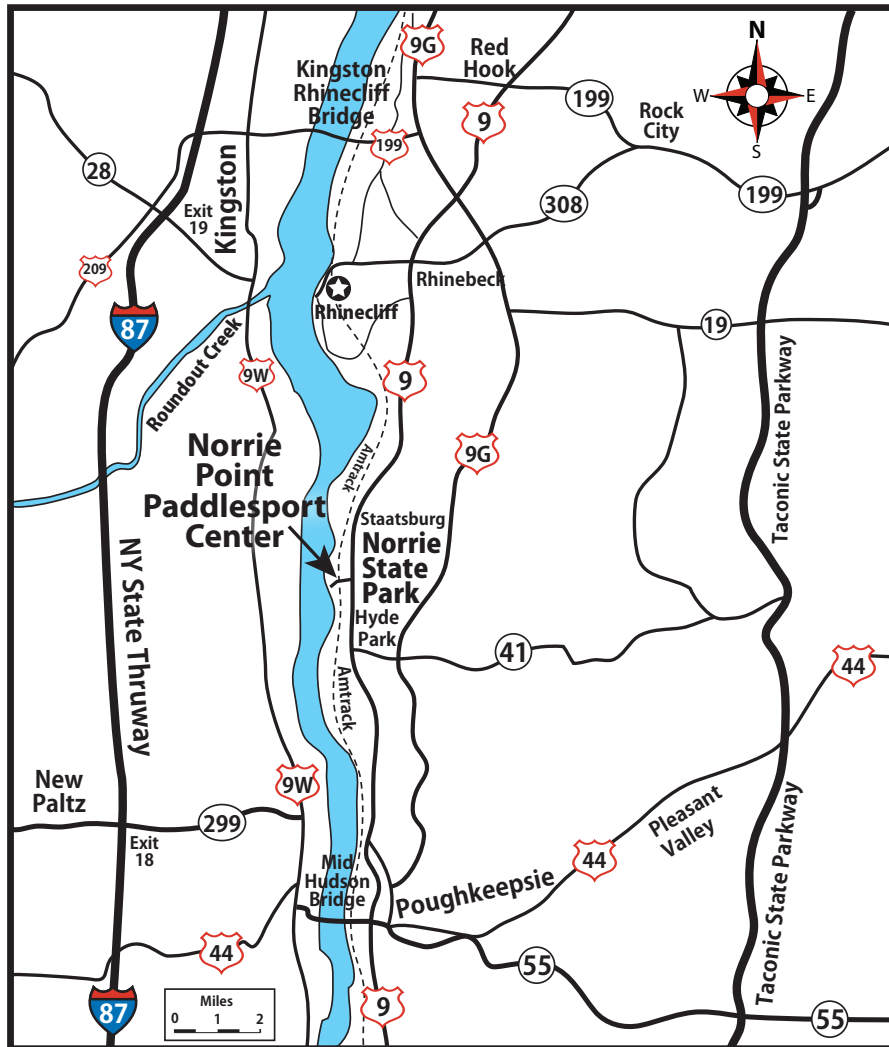 9G
Red
Hook
N
W
E
S
Kingston
Rhinecliff
Bridge
199
9
Rock
City
199
28
199
308
Exit
19
Kingston
209
Rhinebeck
Rhinecliff
87
19
Roundout Creek
9W
9
9G
Taconic State Parkway
Amtrack
Norrie
Point
Paddlesport
Center
Staatsburg
Norrie
State
Park
Hyde
Park
NY State Thruway
41
44
Amtrack
New
Paltz
9W
299
Exit
18
Pleasant
Valley
44
Mid
Hudson
Bridge
Poughkeepsie
Taconic State Parkway
44
55
Miles
0 1 2
87
9
55